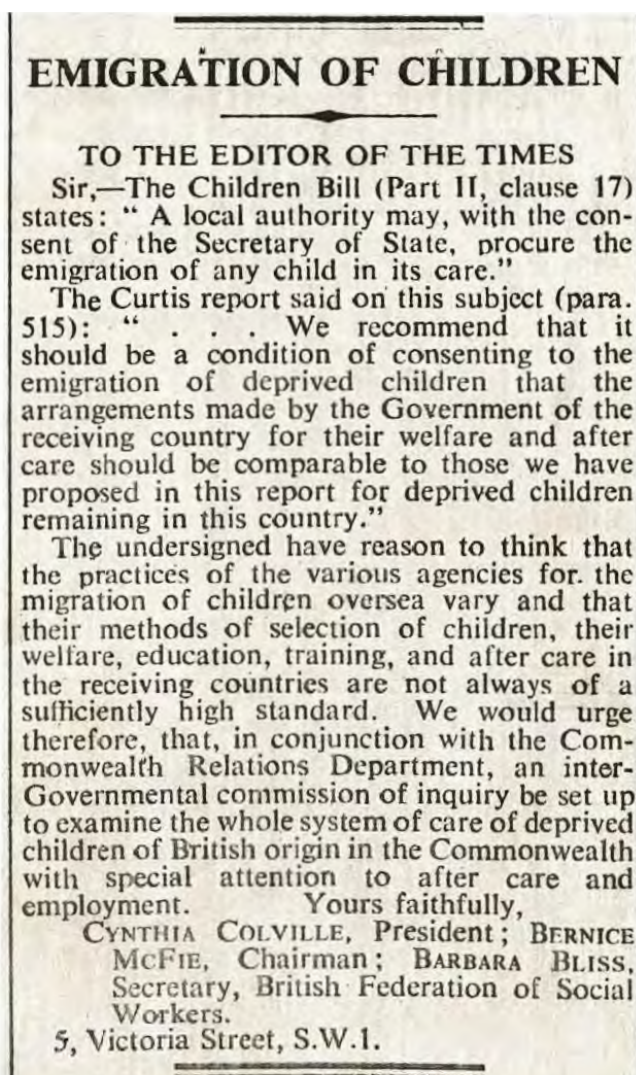 EMIGRATION OF CHILDREN
TO THE EDITOR OF THE TIMES
Sir,—The Children Bill (Part II, clause 17)
states: “ A local authority may, with the con-
sent of the Secretary of State, procure the
emigration of any child in its care.”
The Curtis report said on this subject (para.
515): “ . . . We recommend that it
should be a condition of consenting to the
emigration of deprived children that the
arrangements made by the Government of the
receiving country for their welfare and after
care should be comparable to those we have
proposed in this report for deprived children
remaining in this country.”
The undersigned have reason to think that
the practices of the various agencies for. the
migration of children oversea vary and that
their methods of selection of children, their
welfare, education, training, and after care in
the receiving countries are not always of a
sufficiently high standard. We would urge
therefore, that, in conjunction with the Com-
monwealth Relations Department, an inter-
Governmental commission of inquiry be set up
to examine the whole system of care of deprived
children of British origin in the Commonwealth
with special attention to after care and
employment. Yours faithfully,
CYNTHIA COLVILLE, President; BERNICE
MCFIE, Chairman; BARBARA BLISS,
Secretary, British Federation of Social
Workers.
5, Victoria Street, S.W.1.